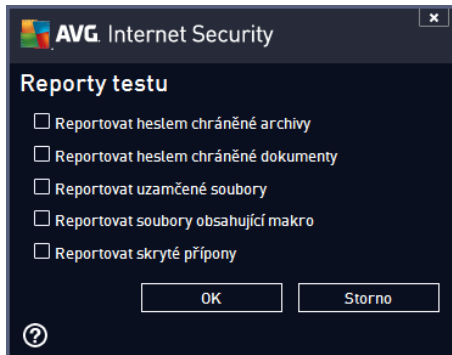 AVG. Internet Security
Reporty testu
Reportovat heslem chráněné archivy
Reportovat heslem chráněné dokumenty
Reportovat uzamčené soubory
Reportovat soubory obsahující makro
Reportovat skryté přípony
OK
Storno